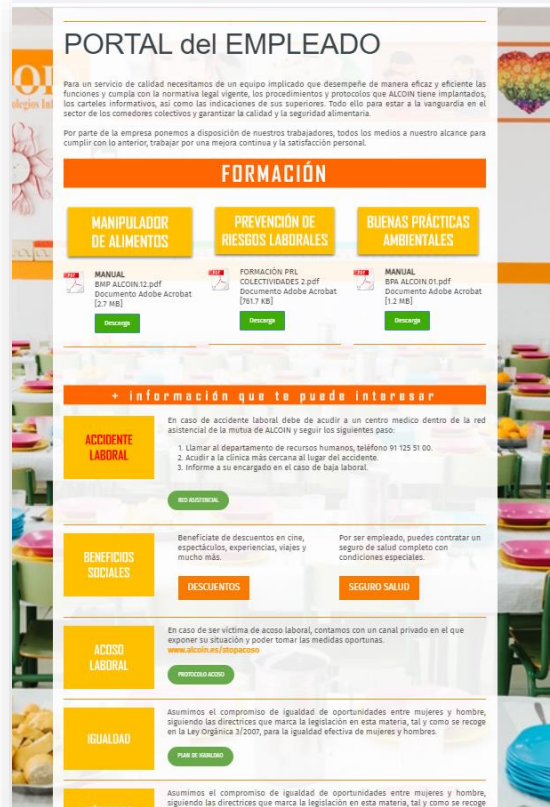 PORTAL del EMPLEADO
Para un servicio de calidad necesitamos de un equipo implicado que desempeñe de manera eficaz y eficiente las
funciones y cumpla con la normativa legal vigente, los procedimientos y protocolos que ALCOIN tiene implantados,
los carteles informativos, así como las indicaciones de sus superiores. Todo ello para estar a la vanguardia en el
sector de los comedores colectivos y garantizar la calidad y la seguridad alimentaria.
Por parte de la empresa ponemos a disposición de nuestros trabajadores, todos los medios a nuestro alcance para
cumplir con lo anterior, trabajar por una mejora continua y la satisfacción personal.
FORMACIÓN
MANIPULADOR
DE ALIMENTOS
PDF
MANUAL
BMP ALCOIN.12.pdf
Documento Adobe Acrobat
[2.7 MB]
Descarga
PREVENCIÓN DE
RIESGOS LABORALES
PDF
FORMACIÓN PRL
COLECTIVIDADES 2.pdf
Documento Adobe Acrobat
[761.7 KB]
Descarga
BUENAS PRÁCTICAS
AMBIENTALES
PDF
MANUAL
BPA ALCOIN.01.pdf
Documento Adobe Acrobat
[1.2 MB]
Descarga
+ información que te puede interesar
ACCIDENTE
LABORAL
En caso de accidente laboral debe de acudir a un centro medico dentro de la red
asistencial de la mutua de ALCOIN y seguir los siguientes paso:
1. Llamar al departamento de recursos humanos, teléfono 91 125 51 00.
2. Acudir a la clínica más cercana al lugar del accidente.
3. Informe a su encargado en el caso de baja laboral.
RED ASISTENCIAL
BENEFICIOS
SOCIALES
Benefíciate de descuentos en cine,
espectáculos, experiencias, viajes y
mucho más.
DESCUENTOS
Por ser empleado, puedes contratar un
seguro de salud completo con
condiciones especiales.
SEGURO SALUD
ACOSO
LABORAL
En caso de ser victima de acoso laboral, contamos con un canal privado en el que
exponer su situación y poder tomar las medidas oportunas.
www.alcoin.es/stopacoso
PROTOCOLO ACOSO
IGUALDAD
Asumimos el compromiso de igualdad de oportunidades entre mujeres y hombre,
siguiendo las directrices que marca la legislación en esta materia, tal y como se recoge
en la Ley Orgánica 3/2007, para la igualdad efectiva de mujeres y hombres.
PLAN DE IGUALDAD
Asumimos el compromiso de igualdad de oportunidades entre mujeres y hombre,
siguiendo las directrices que marca la legislación en esta materia, tal y como se recoge